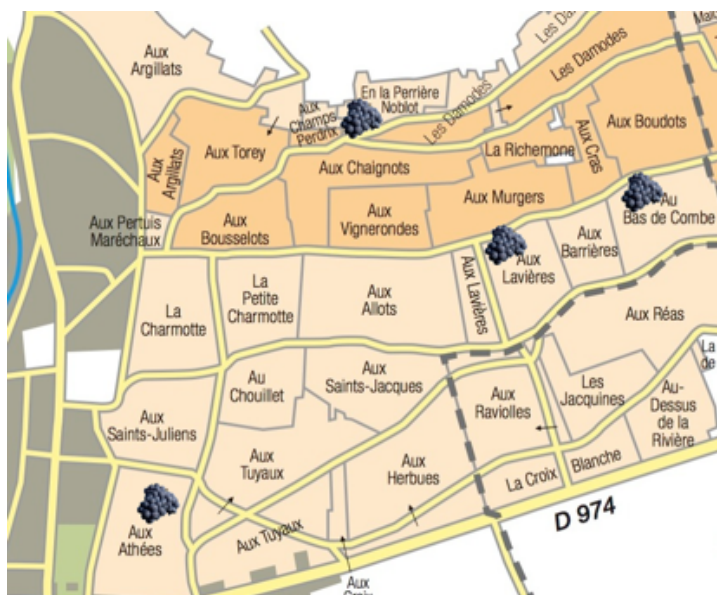 Aux
Argillats
Les Da
Mal
Les Damodes
En la Perrière
Noblot
Aux
Champs
Perdrix
Les Damodes
Aux Boudots
Aux Torey
Aux
Argillats
Aux Chaignots
La Richemone
Aux Cras
Aux Murgers
Au
Bas de Combe
Aux Pertuis
Maréchaux
Aux
Bousselots
Aux
Vignerondes
Aux
Barrières
Aux
Lavières
Aux Lavières
La
Charmotte
La
Petite
Charmotte
Aux
Allots
Aux Réas
La
de
Au
Chouillet
Aux
Saints-Jacques
Aux
Raviolles
Les
Jacquines
Au-
Dessus
de la
Rivière
Aux
Saints-Juliens
Aux
Tuyaux
Aux
Herbues
La Croix
Blanche
D 974
Aux
Athées
Aux Tuyaux
Aux